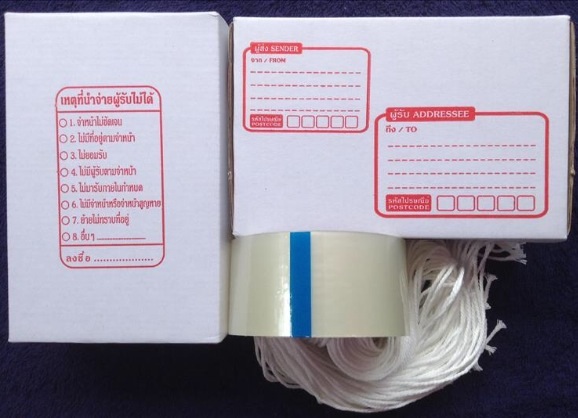 เหตุที่นำจ่ายผู้รับไม่ได้
1. จ่าหน้าไม่ชัดเจน
2. ไม่มีที่อยู่ตามจ่าหน้า
3. ไม่ยอมรับ
4. ไม่มีผู้รับตามจ่าหน้า
5. ไม่มารับภายในกำหนด
6. ไม่มีจ่าหน้าหรือจ่าหน้าสูญหาย
7. ย้ายไม่ทราบที่อยู่
8. อื่นๆ ....................
ลงชื่อ ...................
ผู้ส่ง SENDER
จาก / FROM
รหัสไปรษณีย์
POSTCODE
ผู้รับ ADDRESSEE
ถึง / TO
รหัสไปรษณีย์
POSTCODE